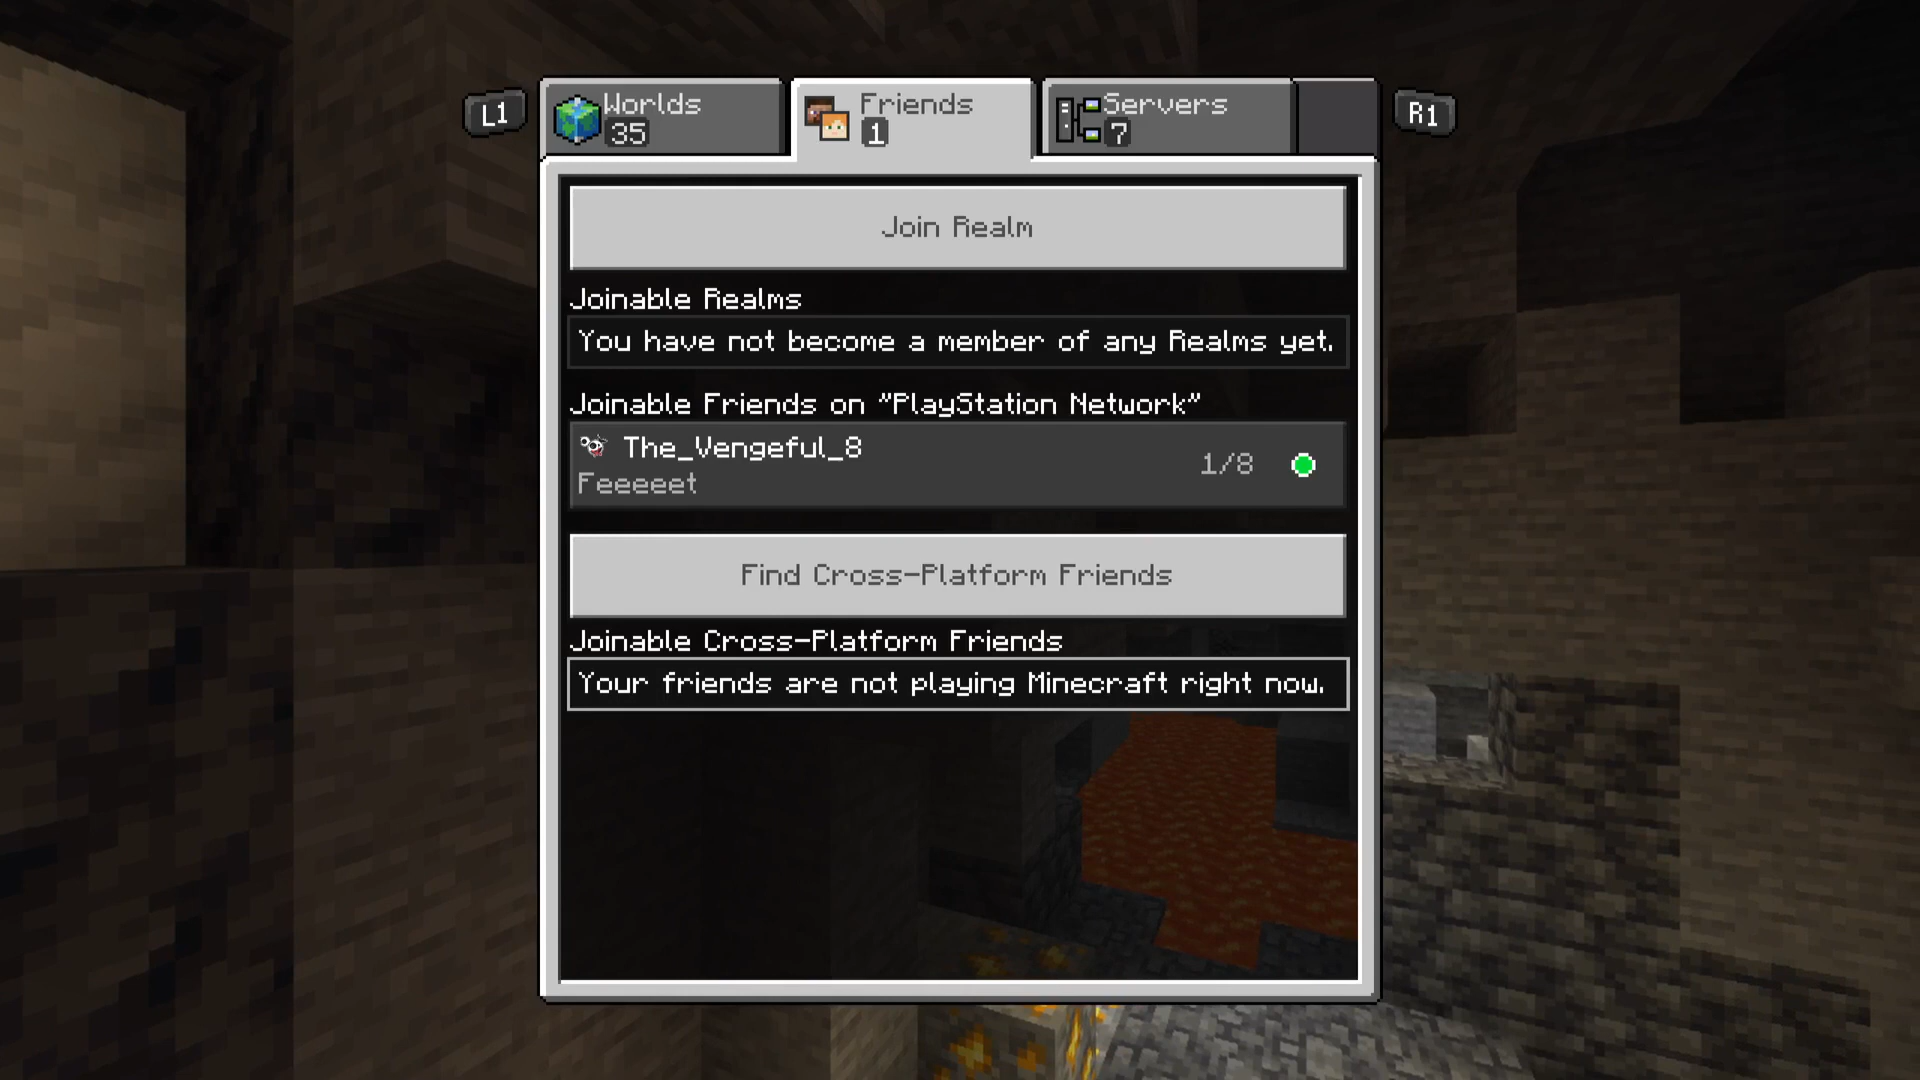 L1
Worlds
35
Friends
1
Servers
7
R1
Join Realm
Joinable Realms
You have not become a member of any Realms yet.
Joinable Friends on "PlayStation Network"
The_Vengeful_8
Feeeeeet
1/8
Find Cross-Platform Friends
Joinable Cross-Platform Friends
Your friends are not playing Minecraft right now.